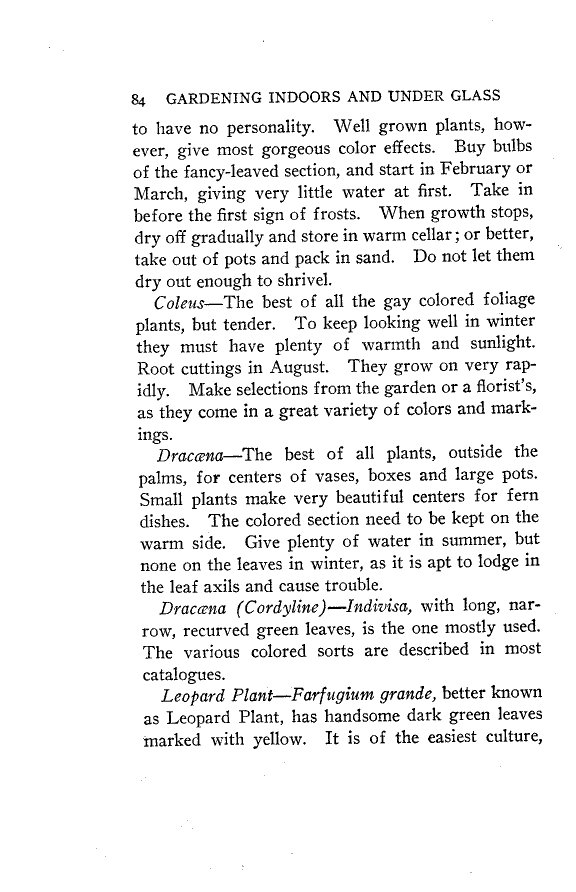 84 GARDENING INDOORS AND UNDER GLASS
to have no personality. Well grown plants, how-
ever, give most gorgeous color effects. Buy bulbs
of the fancy-leaved section, and start in February or
March, giving very little water at first. Take in
before the first sign of frosts. When growth stops,
dry off gradually and store in warm cellar; or better,
take out of pots and pack in sand. Do not let them
dry out enough to shrivel.
Coleus—The best of all the gay colored foliage
plants, but tender. To keep looking well in winter
they must have plenty of warmth and sunlight.
Root cuttings in August. They grow on very rap-
idly. Make selections from the garden or a florist's,
as they come in a great variety of colors and mark-
ings.
Dracæna—The best of all plants, outside the
palms, for centers of vases, boxes and large pots.
Small plants make very beautiful centers for fern
dishes. The colored section need to be kept on the
warm side. Give plenty of water in summer, but
none on the leaves in winter, as it is apt to lodge in
the leaf axils and cause trouble.
Dracæna (Cordyline)—Indivisa, with long, nar-
row, recurved green leaves, is the one mostly used.
The various colored sorts are described in most
catalogues.
Leopard Plant—Farfugium grande, better known
as Leopard Plant, has handsome dark green leaves
marked with yellow. It is of the easiest culture,